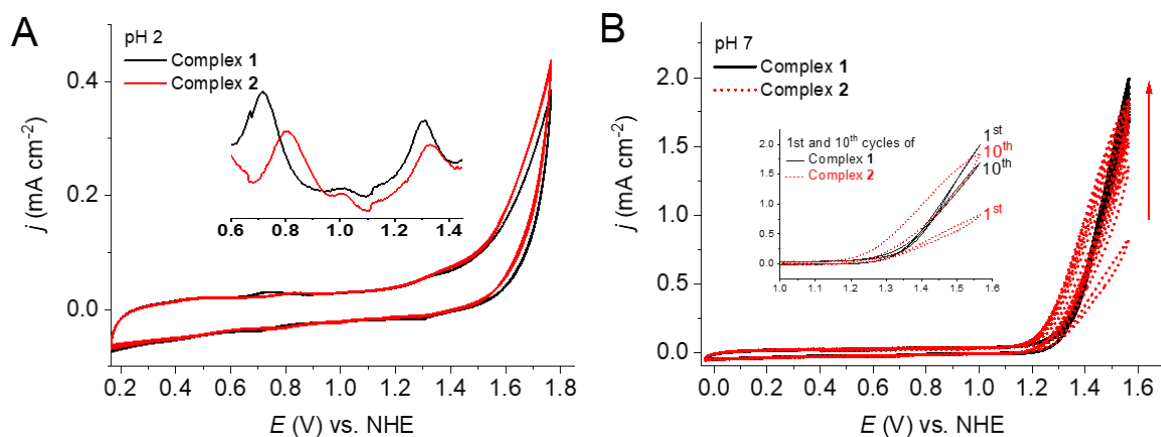 A
pH 2
Complex 1
Complex 2
0.4
0.2
0.0
j (mA cm⁻²)
0.6 0.8 1.0 1.2 1.4
0.2 0.4 0.6 0.8 1.0 1.2 1.4 1.6 1.8
E (V) vs. NHE
B
pH 7
Complex 1
Complex 2
2.0
1.5
1.0
0.5
0.0
j (mA cm⁻²)
1st and 10th cycles of
Complex 1
Complex 2
1st
10th
10th
1st
2.0
1.5
1.0
0.5
0.0
1.0 1.1 1.2 1.3 1.4 1.5 1.6
0.0 0.2 0.4 0.6 0.8 1.0 1.2 1.4 1.6
E (V) vs. NHE